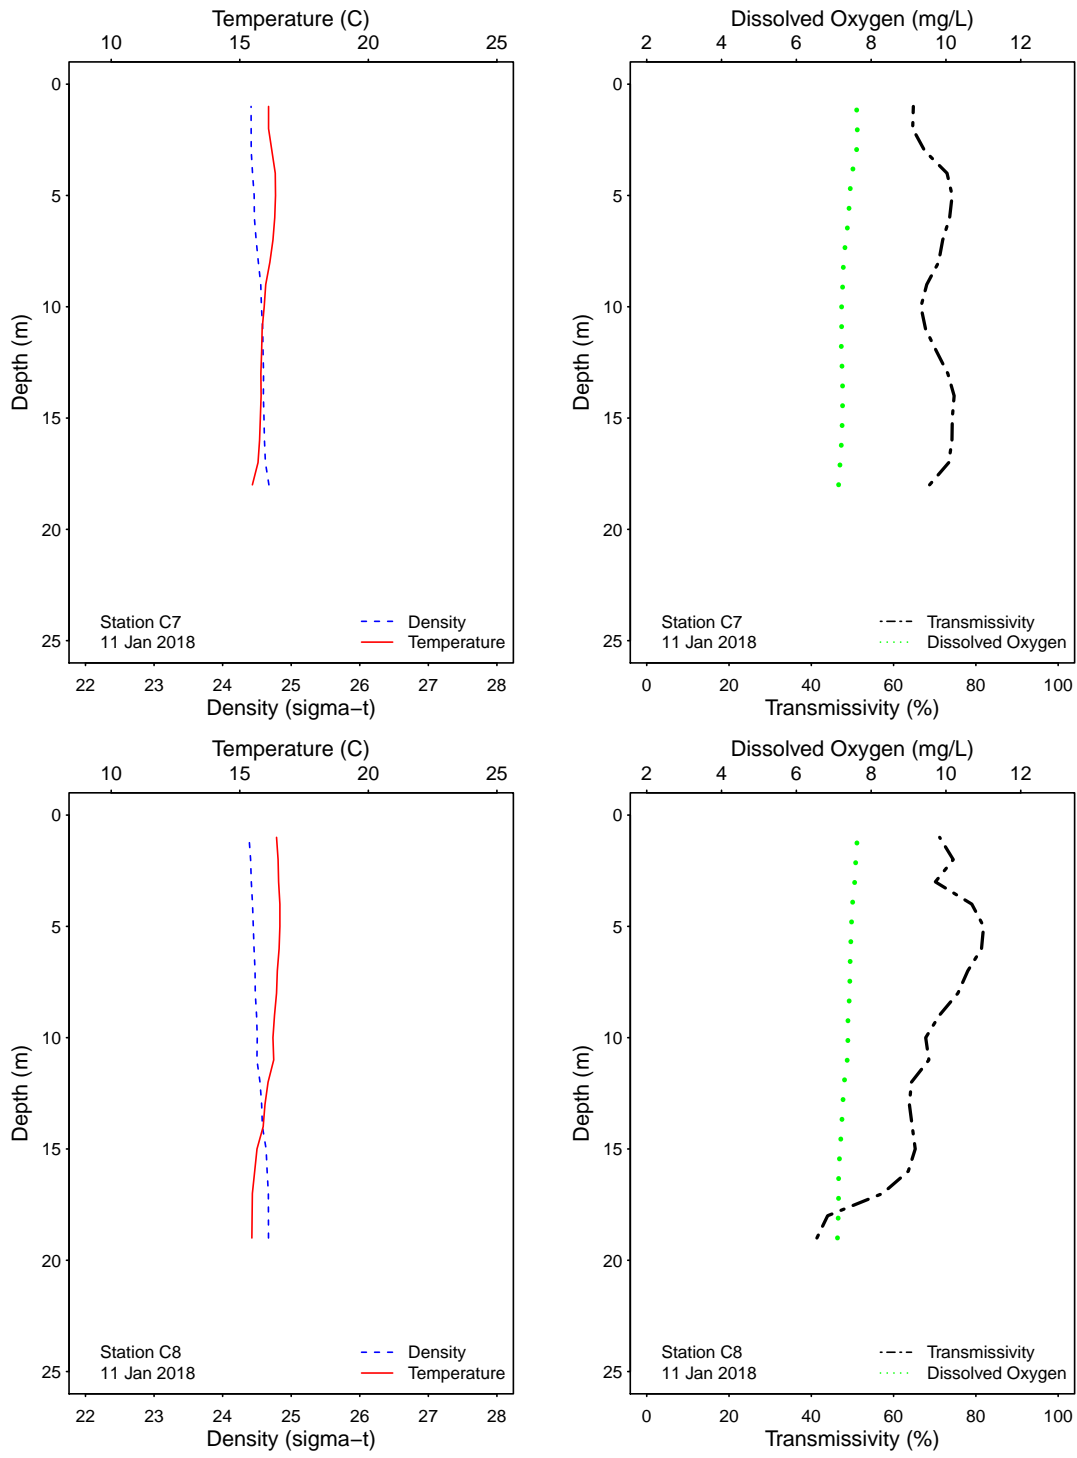 Temperature (C)
10 15 20 25
0
5
10
15
20
25
Depth (m)
Station C7
11 Jan 2018
Density
Temperature
22 23 24 25 26 27 28
Density (sigma−t)
Dissolved Oxygen (mg/L)
2 4 6 8 10 12
0
5
10
15
20
25
Depth (m)
Station C7
11 Jan 2018
Transmissivity
Dissolved Oxygen
0 20 40 60 80 100
Transmissivity (%)
Temperature (C)
10 15 20 25
0
5
10
15
20
25
Depth (m)
Station C8
11 Jan 2018
Density
Temperature
22 23 24 25 26 27 28
Density (sigma−t)
Dissolved Oxygen (mg/L)
2 4 6 8 10 12
0
5
10
15
20
25
Depth (m)
Station C8
11 Jan 2018
Transmissivity
Dissolved Oxygen
0 20 40 60 80 100
Transmissivity (%)